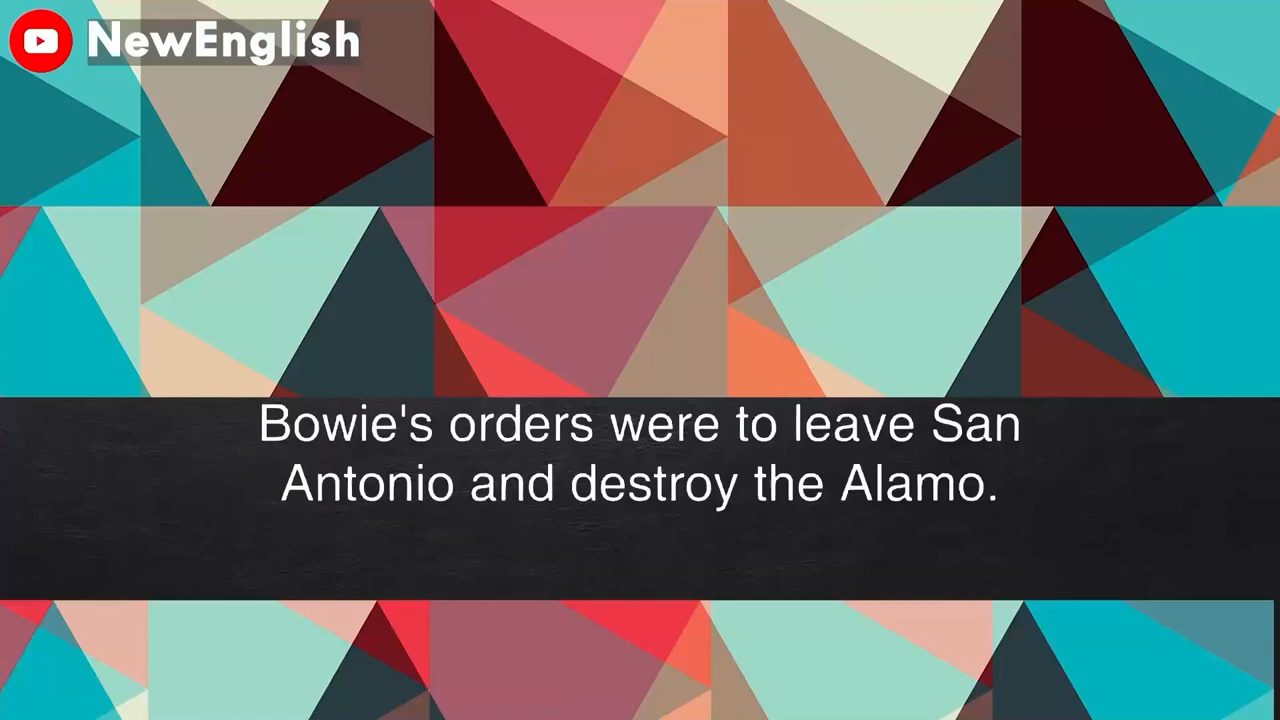 NewEnglish
Bowie's orders were to leave San
Antonio and destroy the Alamo.